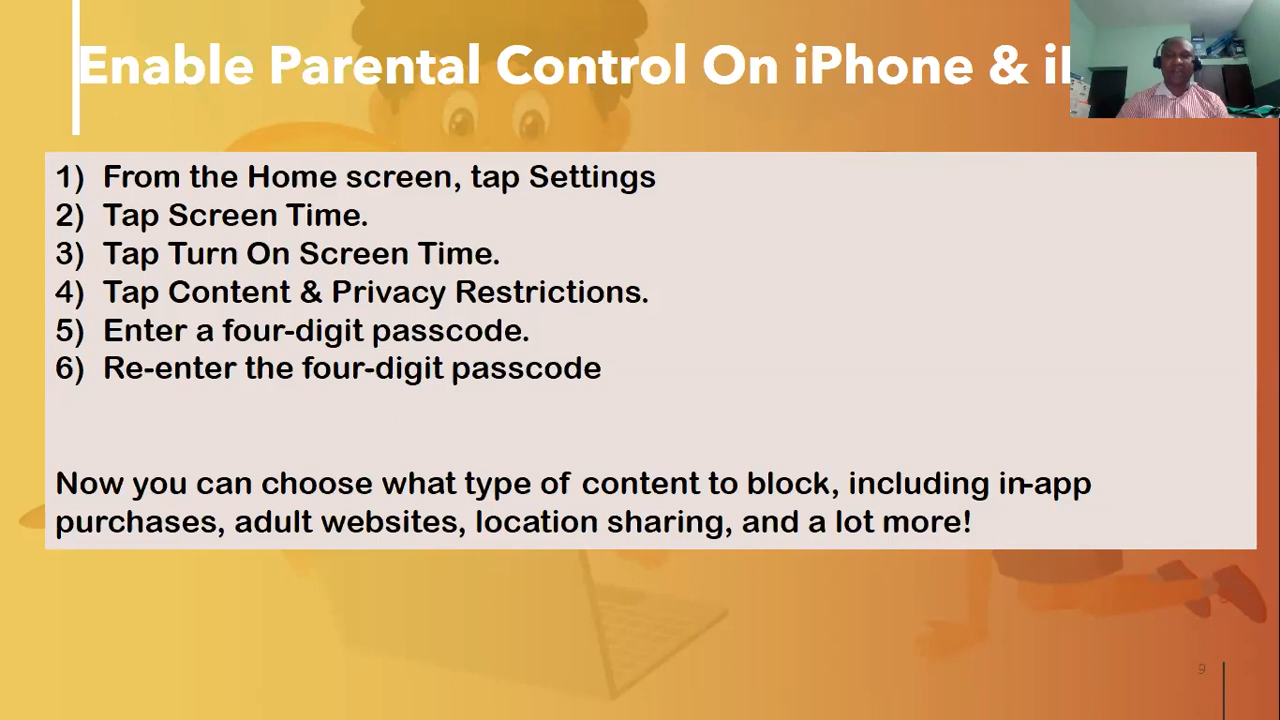 Enable Parental Control On iPhone &
1) From the Home screen, tap Settings
2) Tap Screen Time.
3) Tap Turn On Screen Time.
4) Tap Content & Privacy Restrictions.
5) Enter a four-digit passcode.
6) Re-enter the four-digit passcode
Now you can choose what type of content to block, including in-app
purchases, adult websites, location sharing, and a lot more!
9